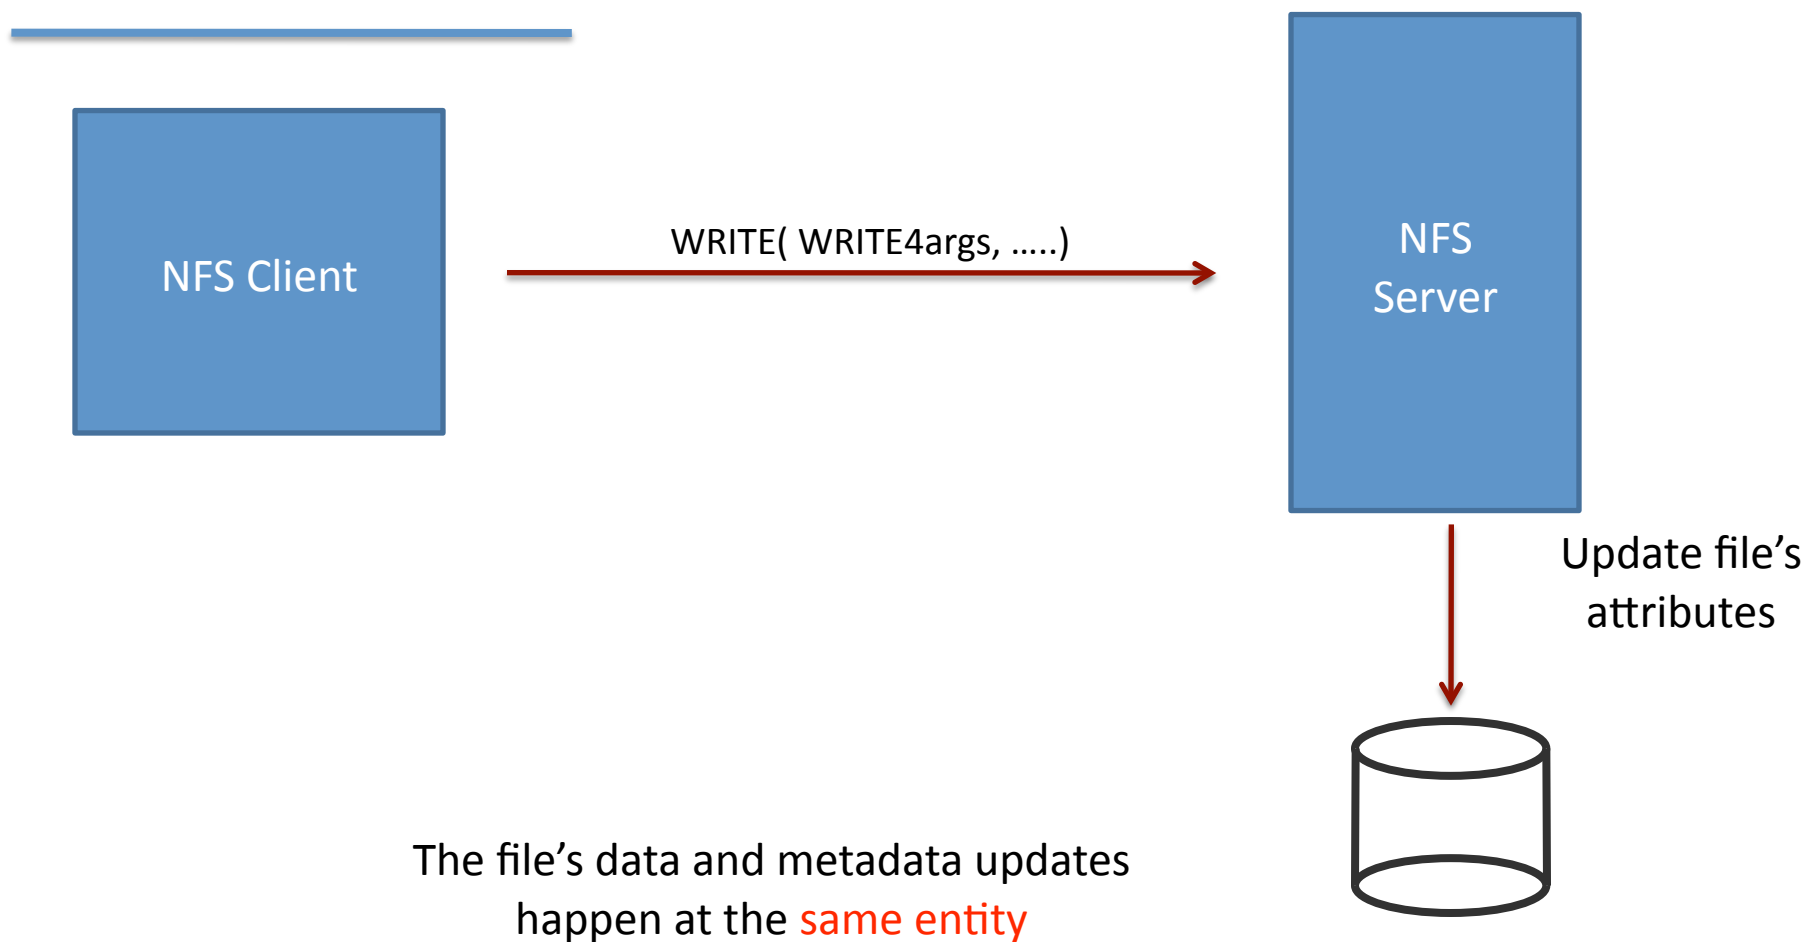 NFS Client
WRITE( WRITE4args, …..)
NFS
Server
Update file’s
attributes
The file’s data and metadata updates
happen at the same entity